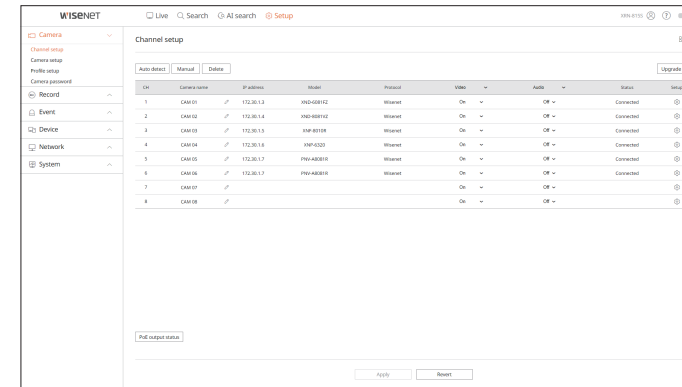 WISENET
Live Search AI search Setup
XRN-815S
Camera
Channel setup
Camera setup
Profile setup
Camera password
Record
Event
Device
Network
System
Channel setup
Auto detect Manual Delete
Upgrade
CH Camera name IP address Model Protocol Video Audio Status Setup
1 CAM 01 172.30.1.3 XND-6081FZ Wisenet On Off Connected
2 CAM 02 172.30.1.4 XND-8081VZ Wisenet On Off Connected
3 CAM 03 172.30.1.5 XNF-8010R Wisenet On Off Connected
4 CAM 04 172.30.1.6 XNP-6320 Wisenet On Off Connected
5 CAM 05 172.30.1.7 PNV-A9081R Wisenet On Off Connected
6 CAM 06 172.30.1.7 PNV-A9081R Wisenet On Off Connected
7 CAM 07 On Off
8 CAM 08 On Off
PoE output status
Apply Revert